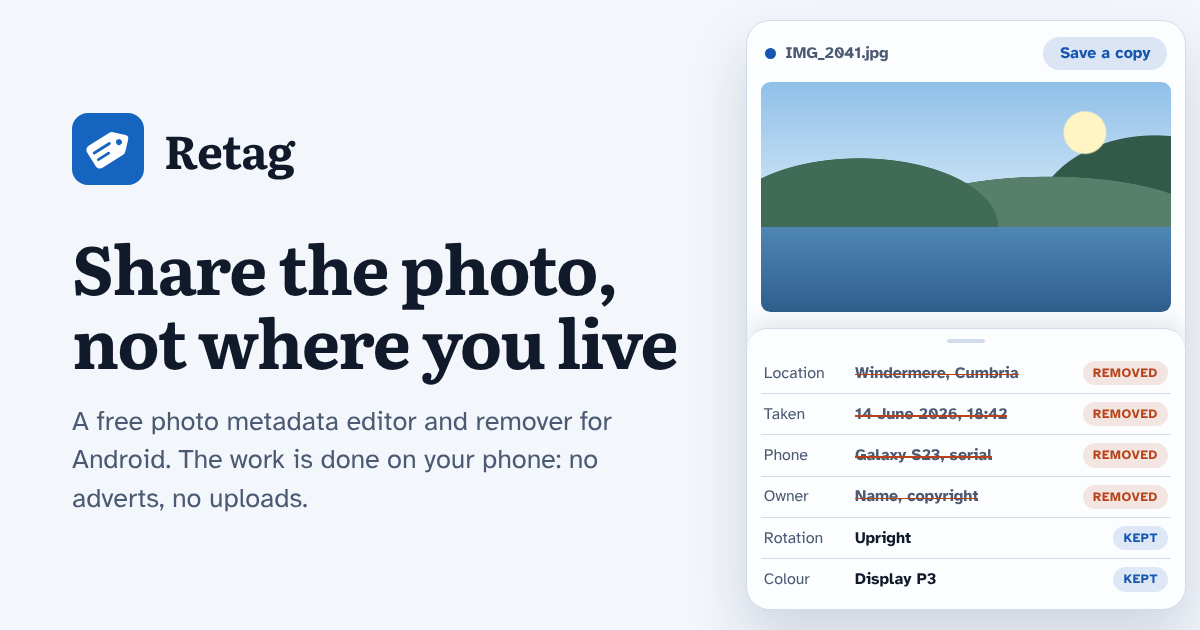 Retag
Share the photo,
not where you live
A free photo metadata editor and remover for
Android. The work is done on your phone: no
adverts, no uploads.
IMG_2041.jpg
Save a copy
Location Windermere, Cumbria REMOVED
Taken 14 June 2026, 18:42 REMOVED
Phone Galaxy S23, serial REMOVED
Owner Name, copyright REMOVED
Rotation Upright KEPT
Colour Display P3 KEPT